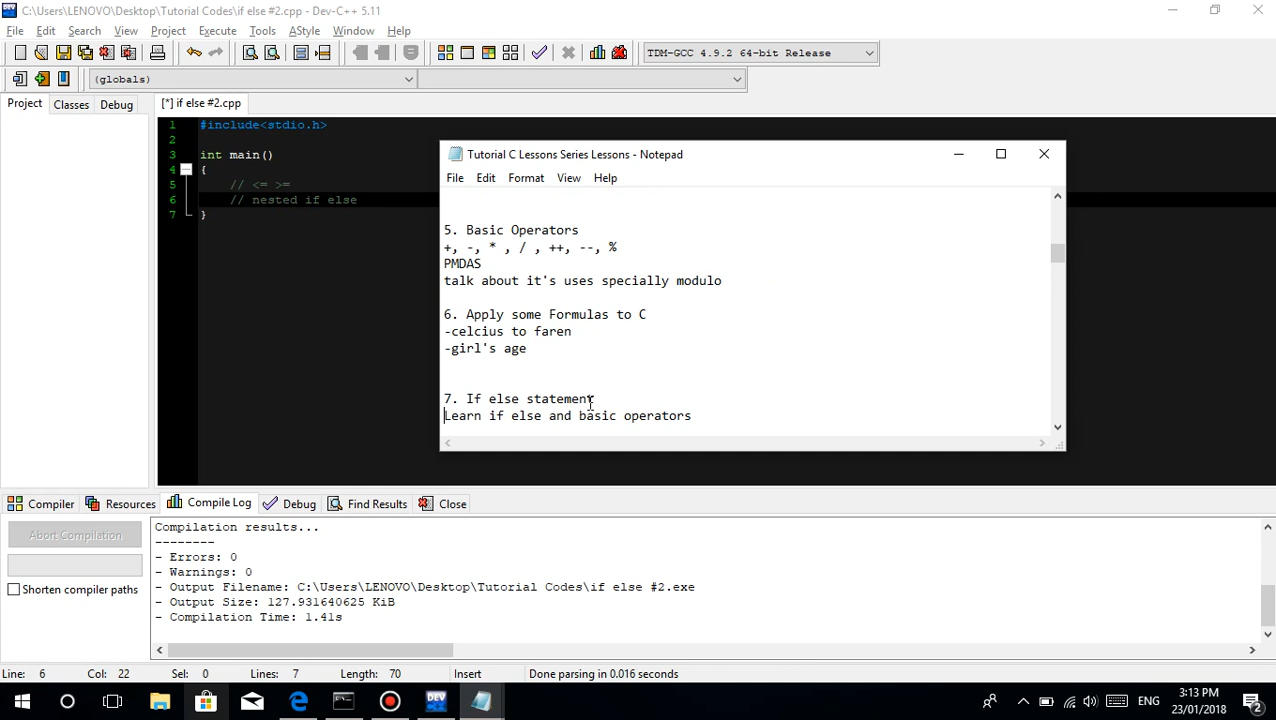 C:\Users\LENOVO\Desktop\Tutorial Codes\if else #2.cpp - Dev-C++ 5.11
File Edit Search View Project Execute Tools AStyle Window Help
TDM-GCC 4.9.2 64-bit Release
(globals)
Project Classes Debug
[*] if else #2.cpp
1 #include<stdio.h>
2
3 int main()
4 {
5 // <= >=
6 // nested if else
7 }
Tutorial C Lessons Series Lessons - Notepad
File Edit Format View Help
5. Basic Operators
+, -, * , / , ++, --, %
PMDAS
talk about it's uses specially modulo
6. Apply some Formulas to C
-celcius to faren
-girl's age
7. If else statement
Learn if else and basic operators
Compiler Resources Compile Log Debug Find Results Close
Abort Compilation
Shorten compiler paths
Compilation results...
--------
- Errors: 0
- Warnings: 0
- Output Filename: C:\Users\LENOVO\Desktop\Tutorial Codes\if else #2.exe
- Output Size: 127.931640625 KiB
- Compilation Time: 1.41s
Line: 6 Col: 22 Sel: 0 Lines: 7 Length: 70 Insert Done parsing in 0.016 seconds
DEV
ENG
3:13 PM
23/01/2018
2